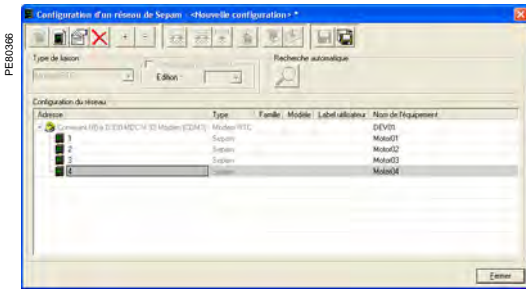 PE80366
Configuration d'un réseau de Sepam - <Nouvelle configuration> *
Type de liaison
Edition
Recherche automatique
Configuration du réseau
Adresse Type Famille Modèle Label utilisateur Nom de l'équipement
Modem RTC DEV01
1 Sepam Motor01
2 Sepam Motor02
3 Sepam Motor03
4 Sepam Motor04
Fermer